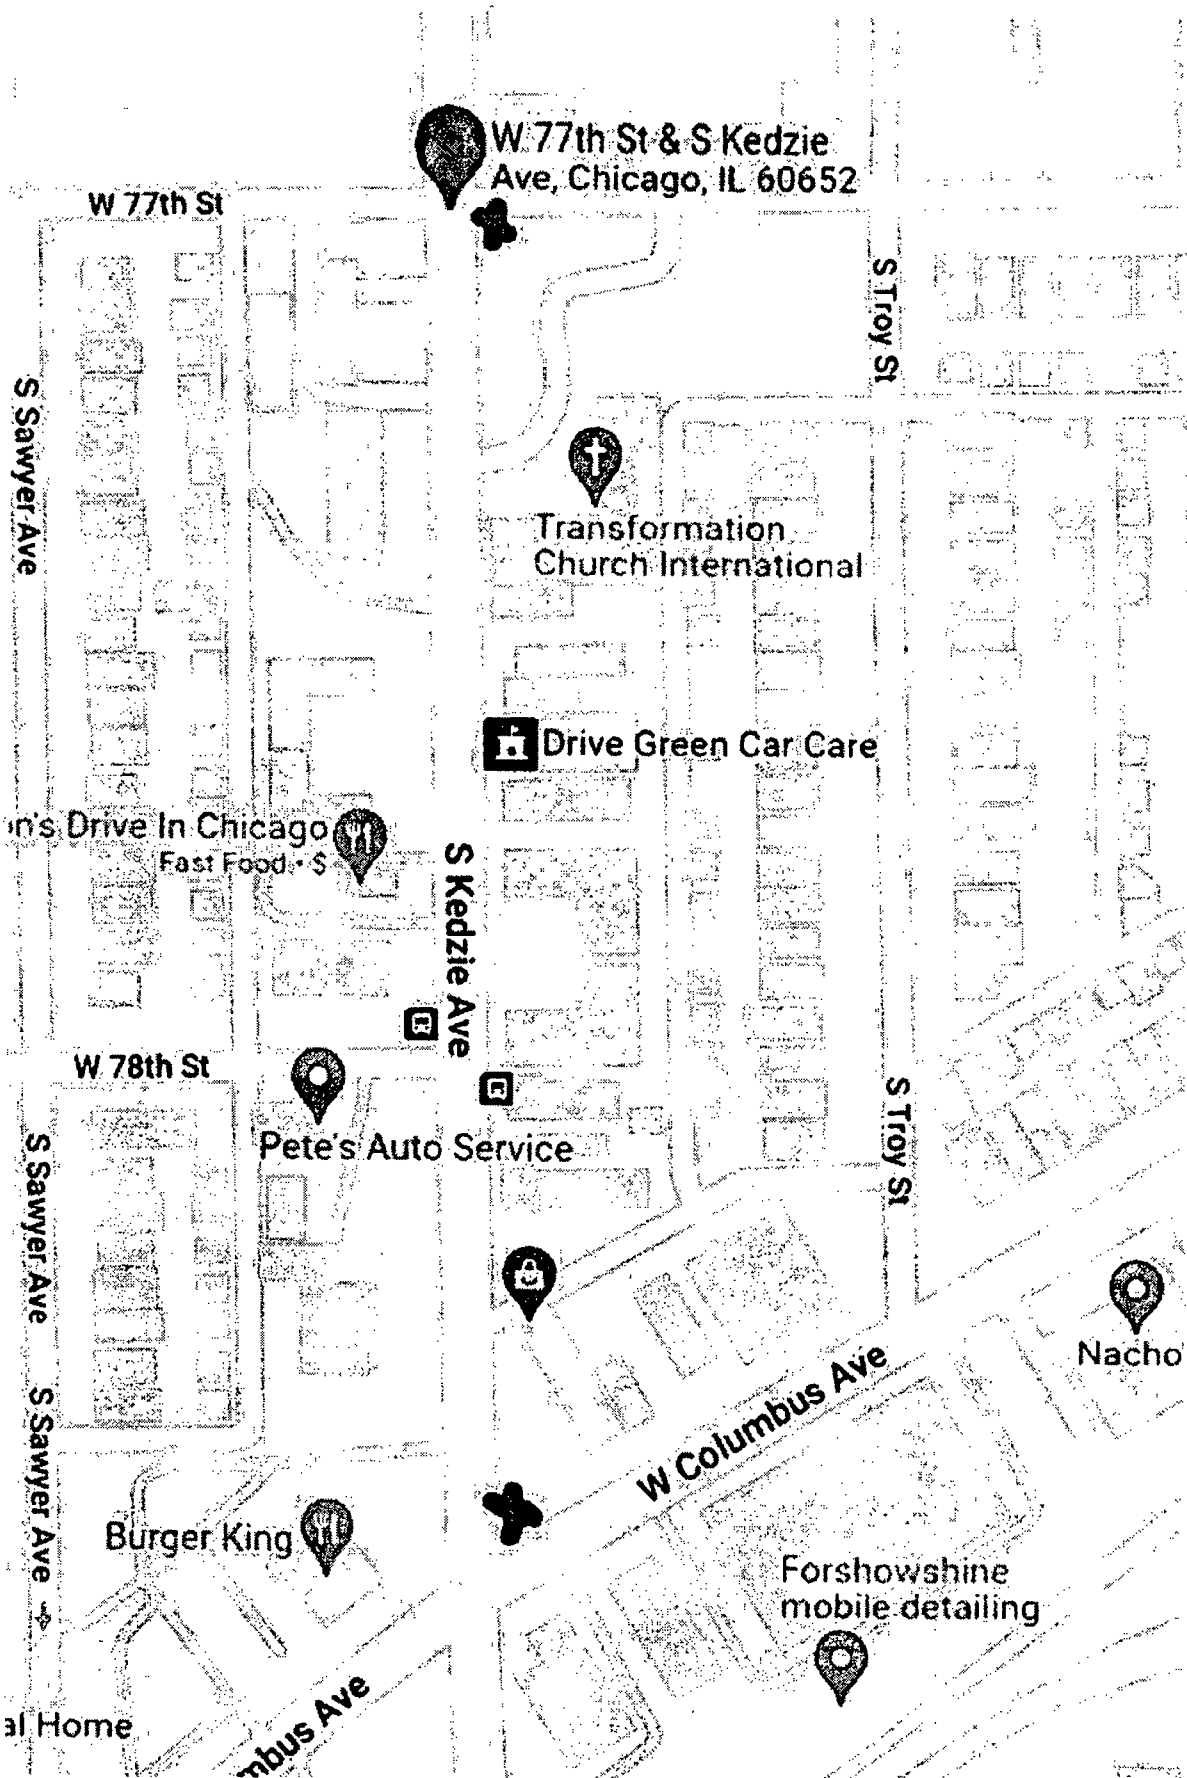 W 77th St & S Kedzie
Ave, Chicago, IL 60652
W 77th St
S Troy St
S Sawyer Ave
Transformation
Church International
Drive Green Car Care
n's Drive In Chicago
Fast Food · $
S Kedzie Ave
W 78th St
Pete's Auto Service
S Troy St
S Sawyer Ave
Nacho
W Columbus Ave
S Sawyer Ave
Burger King
Forshowshine
mobile detailing
al Home
mbus Ave